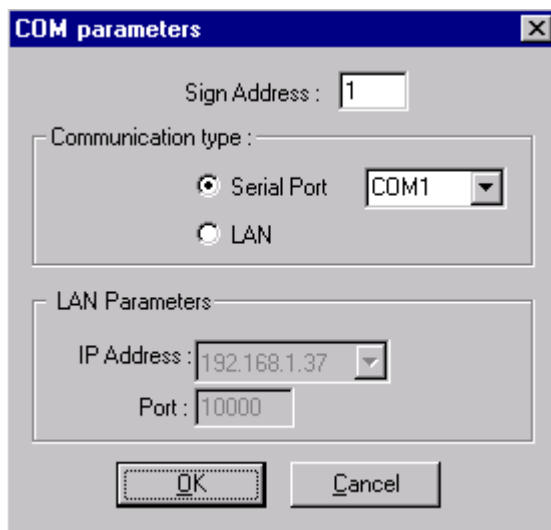 COM parameters
Sign Address : 1
Communication type :
Serial Port COM1
LAN
LAN Parameters
IP Address : 192.168.1.37
Port : 10000
OK Cancel